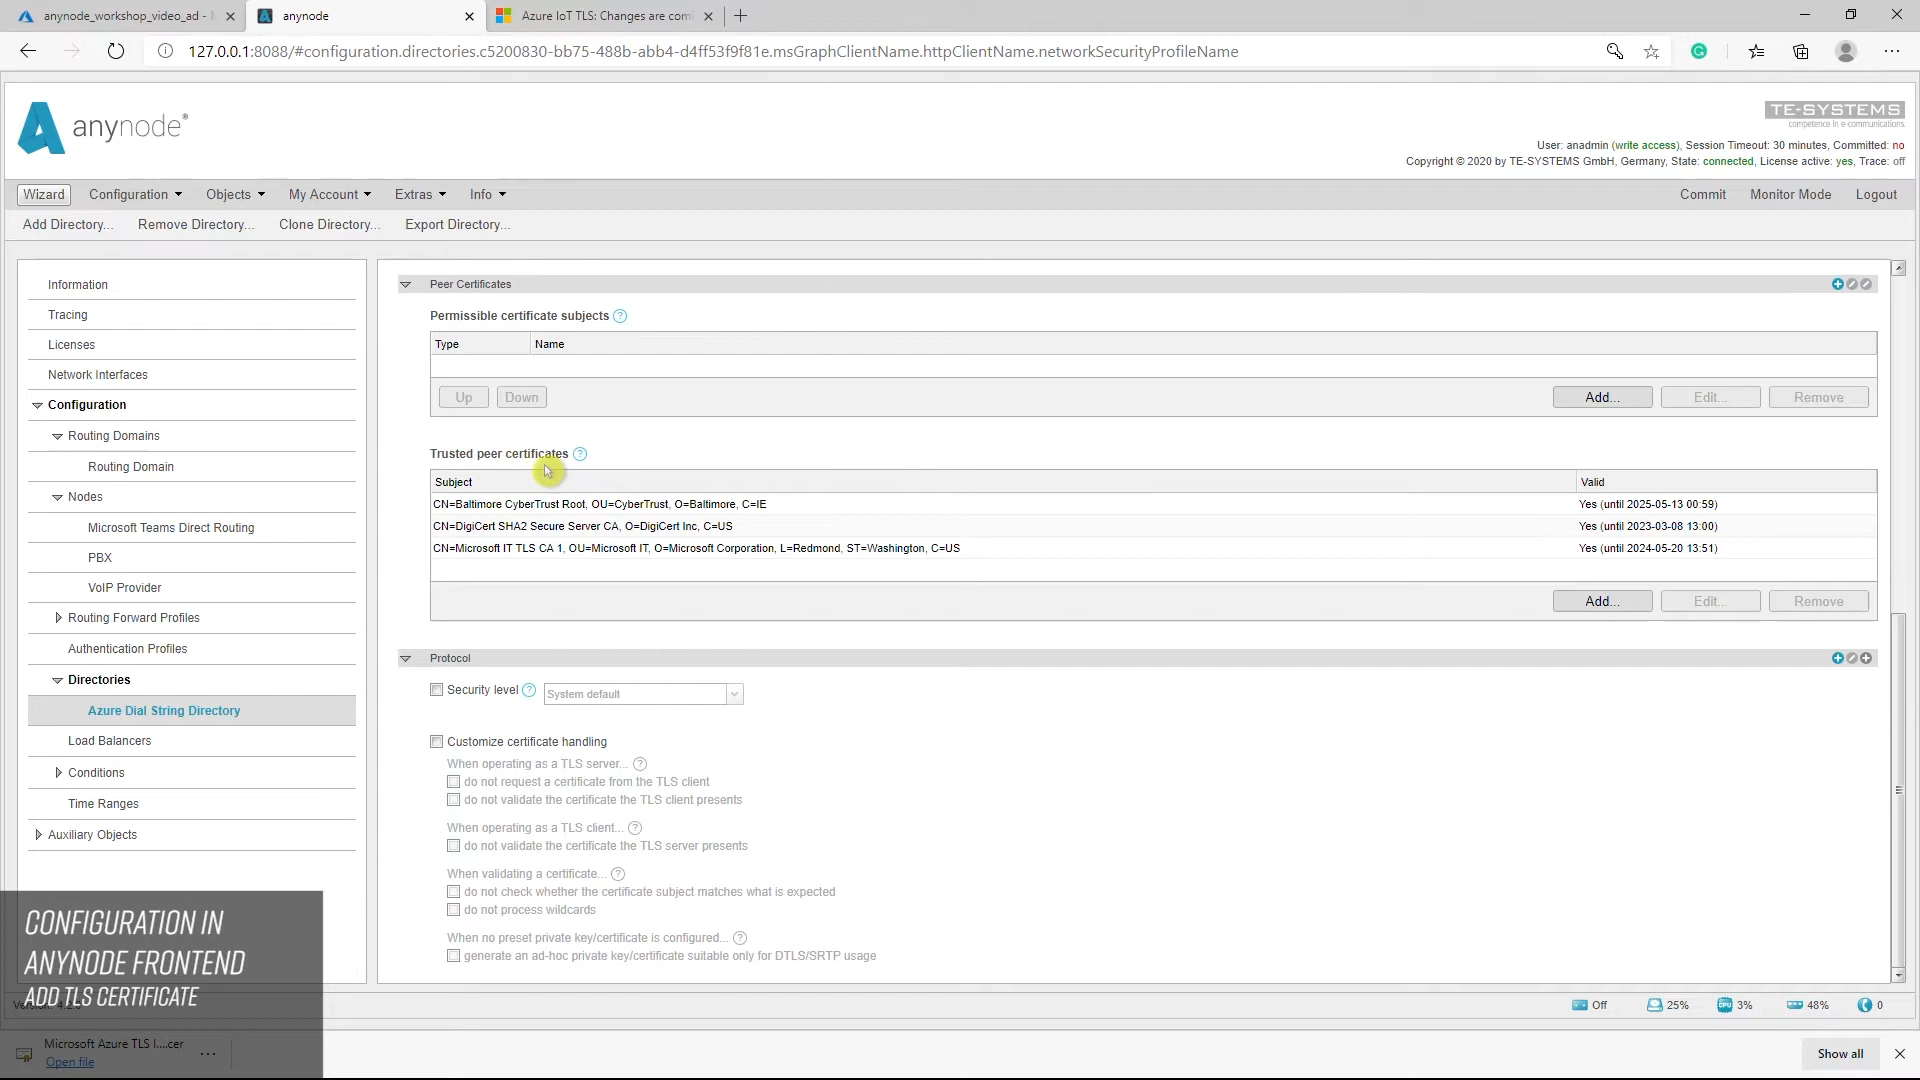 anynode_workshop_video_ad -
anynode
Azure IoT TLS: Changes are comi
127.0.0.1:8088/#configuration.directories.c5200830-bb75-488b-abb4-d4ff53f9f81e.msGraphClientName.httpClientName.networkSecurityProfileName
anynode®
TE-SYSTEMS
competence in e-communications.
User: anadmin (write access), Session Timeout: 30 minutes, Committed: no
Copyright © 2020 by TE-SYSTEMS GmbH, Germany, State: connected, License active: yes, Trace: off
Wizard Configuration Objects My Account Extras Info Commit Monitor Mode Logout
Add Directory... Remove Directory... Clone Directory... Export Directory...
Information
Tracing
Licenses
Network Interfaces
Configuration
Routing Domains
Routing Domain
Nodes
Microsoft Teams Direct Routing
PBX
VoIP Provider
Routing Forward Profiles
Authentication Profiles
Directories
Azure Dial String Directory
Load Balancers
Conditions
Time Ranges
Auxiliary Objects
Peer Certificates
Permissible certificate subjects ?
Type Name
Up Down Add... Edit... Remove
Trusted peer certificates ?
Subject Valid
CN=Baltimore CyberTrust Root, OU=CyberTrust, O=Baltimore, C=IE Yes (until 2025-05-13 00:59)
CN=DigiCert SHA2 Secure Server CA, O=DigiCert Inc, C=US Yes (until 2023-03-08 13:00)
CN=Microsoft IT TLS CA 1, OU=Microsoft IT, O=Microsoft Corporation, L=Redmond, ST=Washington, C=US Yes (until 2024-05-20 13:51)
Add... Edit... Remove
Protocol
Security level ? System default
Customize certificate handling
When operating as a TLS server... ?
do not request a certificate from the TLS client
do not validate the certificate the TLS client presents
When operating as a TLS client... ?
do not validate the certificate the TLS server presents
When validating a certificate... ?
do not check whether the certificate subject matches what is expected
do not process wildcards
When no preset private key/certificate is configured... ?
generate an ad-hoc private key/certificate suitable only for DTLS/SRTP usage
CONFIGURATION IN
ANYNODE FRONTEND
ADD TLS CERTIFICATE
Off 25% CPU 3% 48% 0
Microsoft Azure TLS I....cer
Open file
Show all